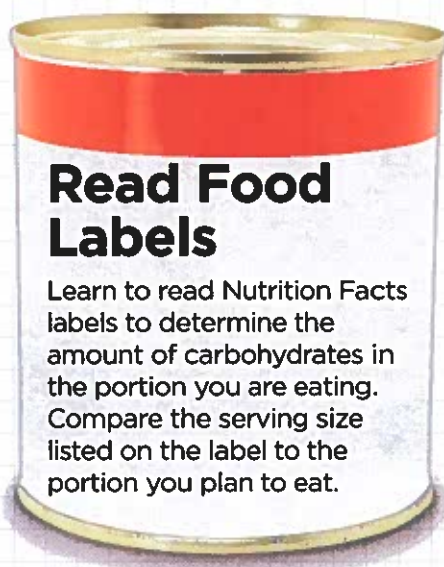 Read Food
Labels
Learn to read Nutrition Facts
labels to determine the
amount of carbohydrates in
the portion you are eating.
Compare the serving size
listed on the label to the
portion you plan to eat.